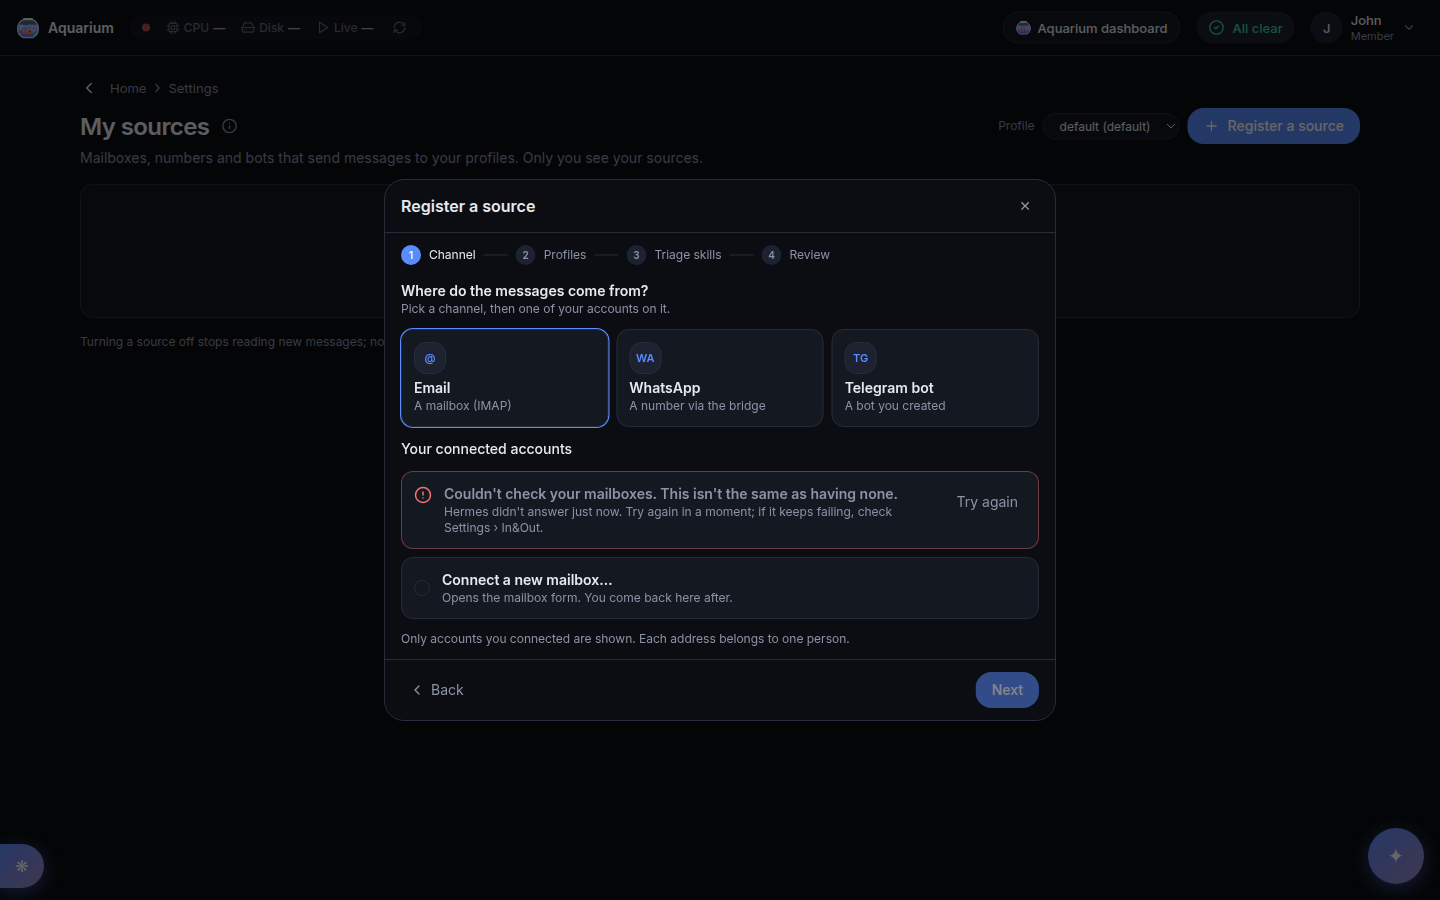 Aquarium
CPU —
Disk —
Live —
Aquarium dashboard
All clear
J
John
Member
Home
Settings
My sources
Profile
default (default)
Register a source
Mailboxes, numbers and bots that send messages to your profiles. Only you see your sources.
Turning a source off stops reading new messages; no
Register a source
1 Channel
2 Profiles
3 Triage skills
4 Review
Where do the messages come from?
Pick a channel, then one of your accounts on it.
@
Email
A mailbox (IMAP)
WA
WhatsApp
A number via the bridge
TG
Telegram bot
A bot you created
Your connected accounts
Couldn't check your mailboxes. This isn't the same as having none.
Hermes didn't answer just now. Try again in a moment; if it keeps failing, check
Settings › In&Out.
Try again
Connect a new mailbox...
Opens the mailbox form. You come back here after.
Only accounts you connected are shown. Each address belongs to one person.
Back
Next